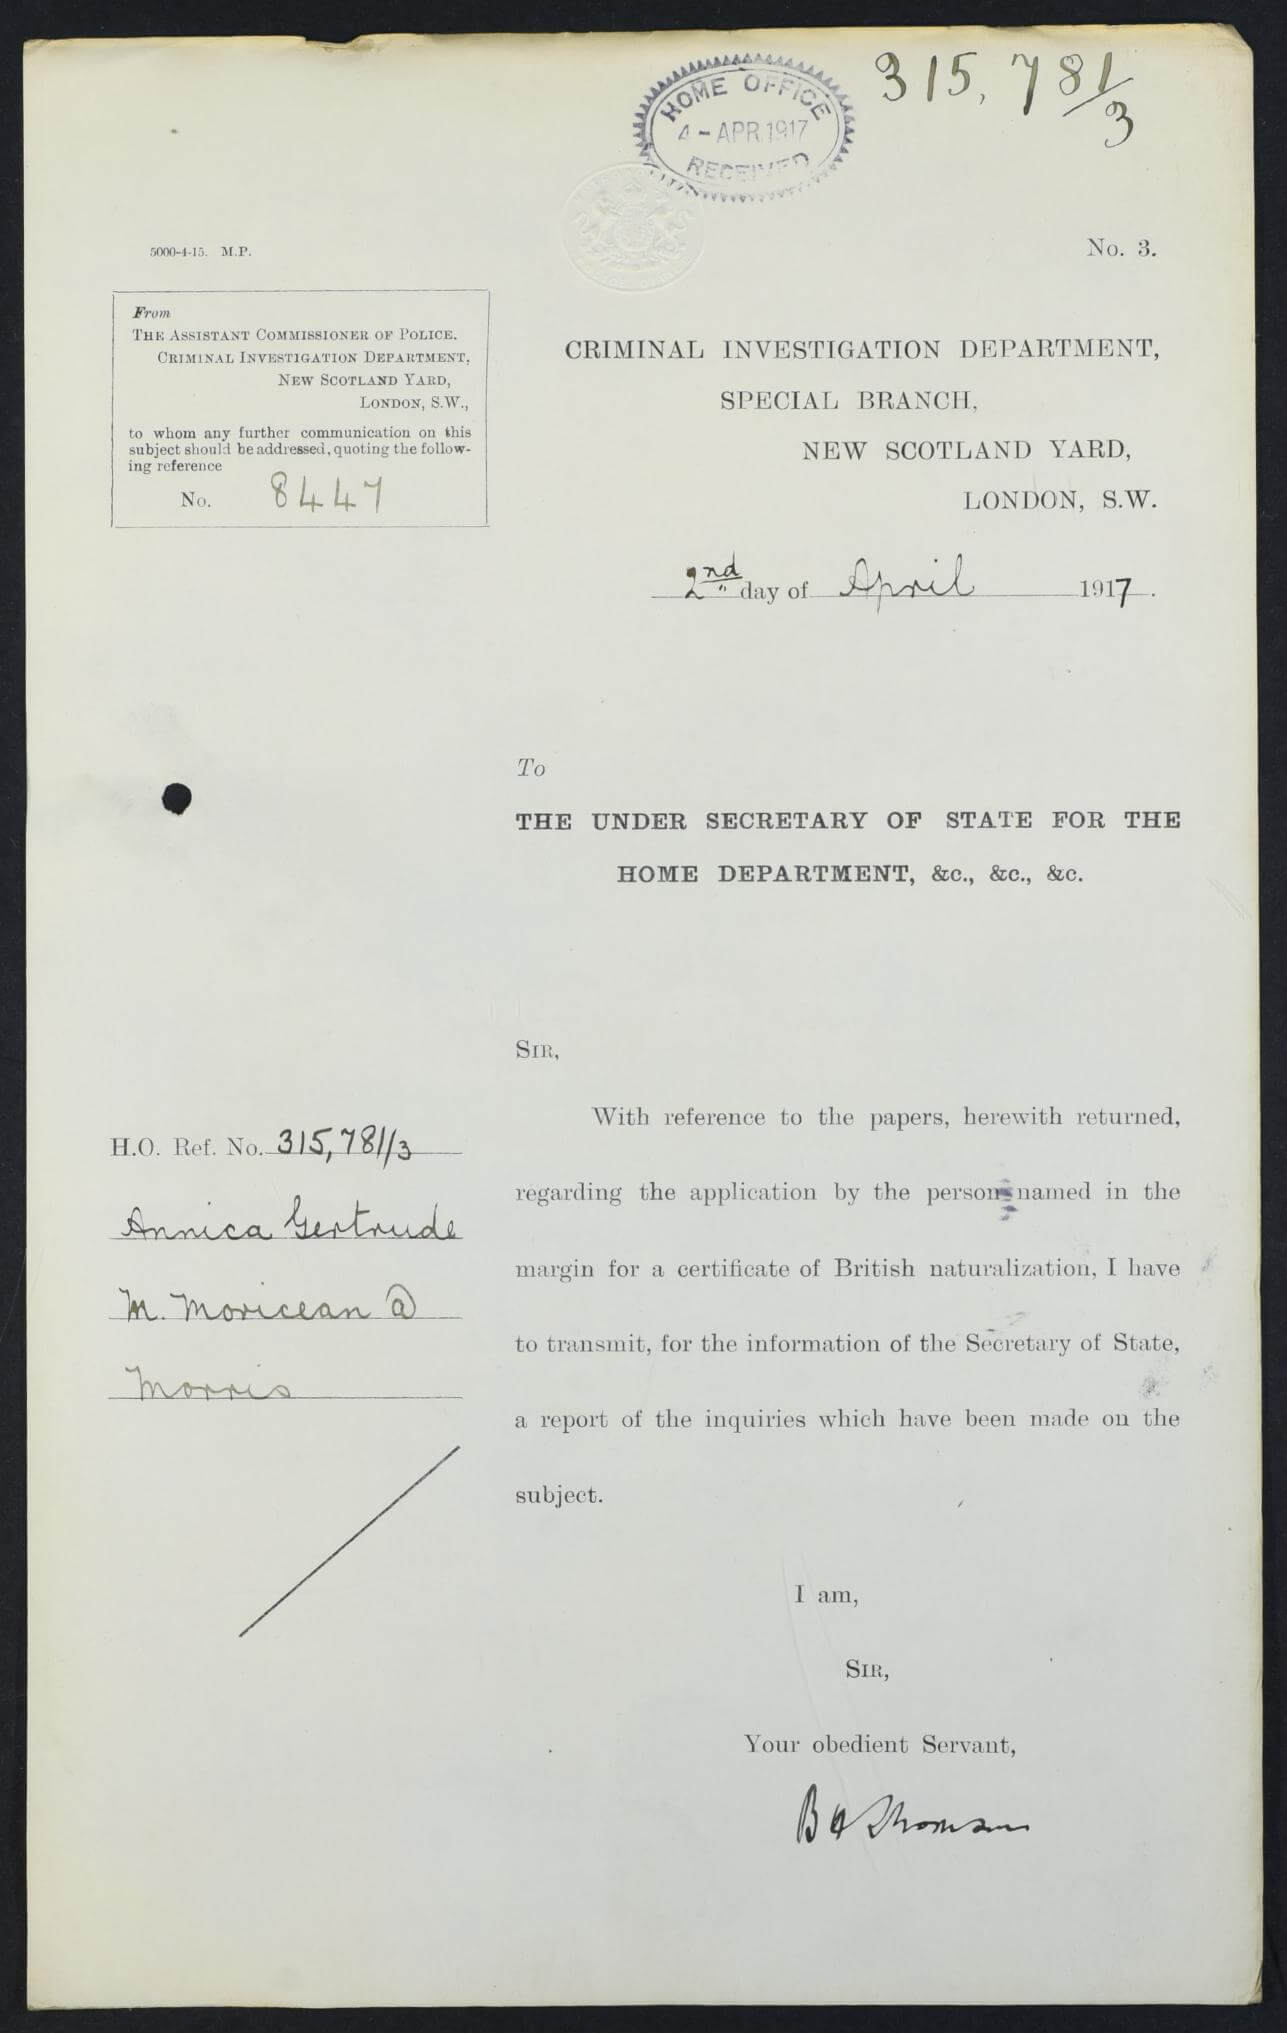 315,781/3
HOME OFFICE
4-APR.1917
RECEIVED
5000-4-15. M.P.
No. 3.
From
THE ASSISTANT COMMISSIONER OF POLICE.
CRIMINAL INVESTIGATION DEPARTMENT,
NEW SCOTLAND YARD,
LONDON, S.W.,
to whom any further communication on this
subject should be addressed, quoting the follow-
ing reference
No. 8447
CRIMINAL INVESTIGATION DEPARTMENT,
SPECIAL BRANCH,
NEW SCOTLAND YARD,
LONDON, S.W.
2nd day of April 1917.
To
THE UNDER SECRETARY OF STATE FOR THE
HOME DEPARTMENT, &c., &c., &c.
SIR,
With reference to the papers, herewith returned,
regarding the application by the person named in the
margin for a certificate of British naturalization, I have
to transmit, for the information of the Secretary of State,
a report of the inquiries which have been made on the
subject.
H.O. Ref. No. 315,781/3
Annica Gertrude
M. Moricean @
Morris
I am,
SIR,
Your obedient Servant,
B H Thomson